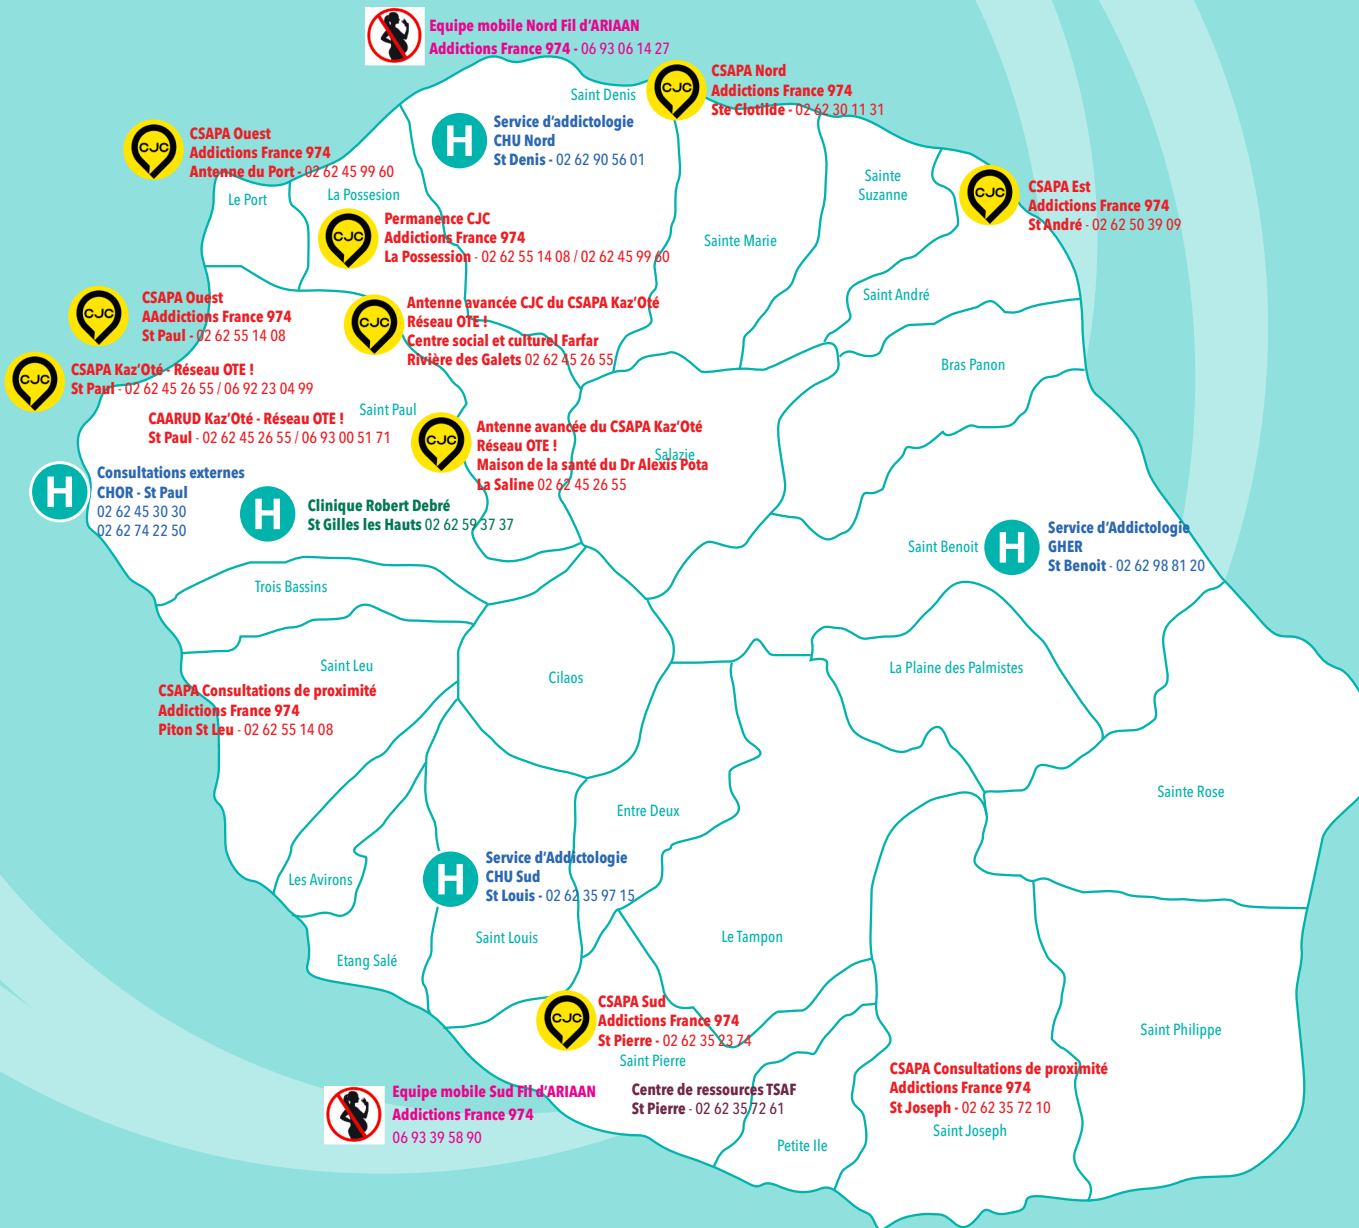 Equipe mobile Nord Fil d'ARIAAN
Addictions France 974 - 06 93 06 14 27
CJC
CSAPA Nord
Addictions France 974
Ste Clotilde - 02 62 30 11 31
Saint Denis
H
Service d'addictologie
CHU Nord
St Denis - 02 62 90 56 01
CJC
CSAPA Ouest
Addictions France 974
Antenne du Port - 02 62 45 99 60
Le Port
La Possesion
CJC
Permanence CJC
Addictions France 974
La Possession - 02 62 55 14 08 / 02 62 45 99 60
Sainte Marie
Sainte
Suzanne
CJC
CSAPA Est
Addictions France 974
St André - 02 62 50 39 09
Saint André
Bras Panon
CJC
CSAPA Ouest
AAddictions France 974
St Paul - 02 62 55 14 08
CJC
Antenne avancée CJC du CSAPA Kaz'Oté
Réseau OTE !
Centre social et culturel Farfar
Rivière des Galets 02 62 45 26 55
CJC
CSAPA Kaz'Oté - Réseau OTE !
St Paul - 02 62 45 26 55 / 06 92 23 04 99
Saint Paul
CAARUD Kaz'Oté - Réseau OTE !
St Paul - 02 62 45 26 55 / 06 93 00 51 71
CJC
Antenne avancée du CSAPA Kaz'Oté
Réseau OTE !
Maison de la santé du Dr Alexis Pota
La Saline 02 62 45 26 55
Salazie
H
Consultations externes
CHOR - St Paul
02 62 45 30 30
02 62 74 22 50
H
Clinique Robert Debré
St Gilles les Hauts 02 62 59 37 37
Saint Benoit
H
Service d'Addictologie
GHER
St Benoit - 02 62 98 81 20
Trois Bassins
Saint Leu
CSAPA Consultations de proximité
Addictions France 974
Piton St Leu - 02 62 55 14 08
Cilaos
La Plaine des Palmistes
Sainte Rose
Entre Deux
Les Avirons
H
Service d'Addictologie
CHU Sud
St Louis - 02 62 35 97 15
Saint Louis
Le Tampon
Etang Salé
CJC
CSAPA Sud
Addictions France 974
St Pierre - 02 62 35 23 74
Saint Pierre
Saint Philippe
Equipe mobile Sud Fil d'ARIAAN
Addictions France 974
06 93 39 58 90
Centre de ressources TSAF
St Pierre - 02 62 35 72 61
CSAPA Consultations de proximité
Addictions France 974
St Joseph - 02 62 35 72 10
Saint Joseph
Petite Ile